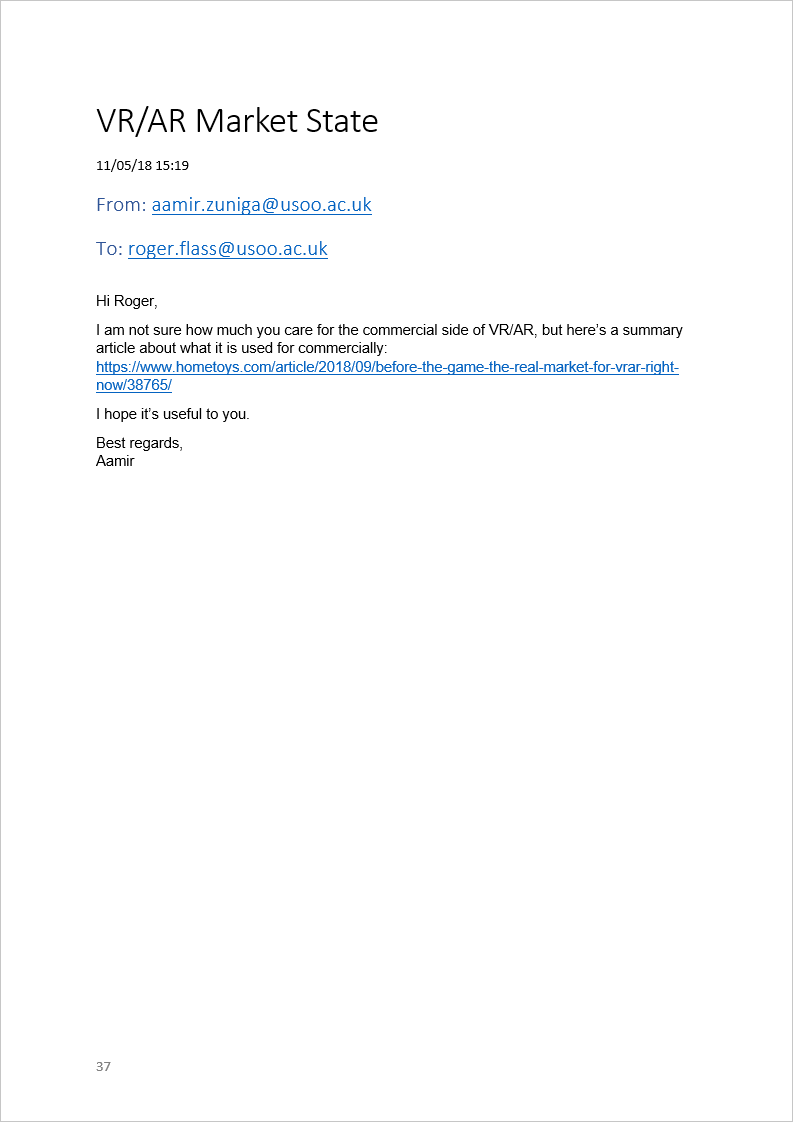 VR/AR Market State
11/05/18 15:19
From: aamir.zuniga@usoo.ac.uk
To: roger.flass@usoo.ac.uk
Hi Roger,
I am not sure how much you care for the commercial side of VR/AR, but here’s a summary
article about what it is used for commercially:
https://www.hometoys.com/article/2018/09/before-the-game-the-real-market-for-vrar-right-
now/38765/
I hope it’s useful to you.
Best regards,
Aamir
37